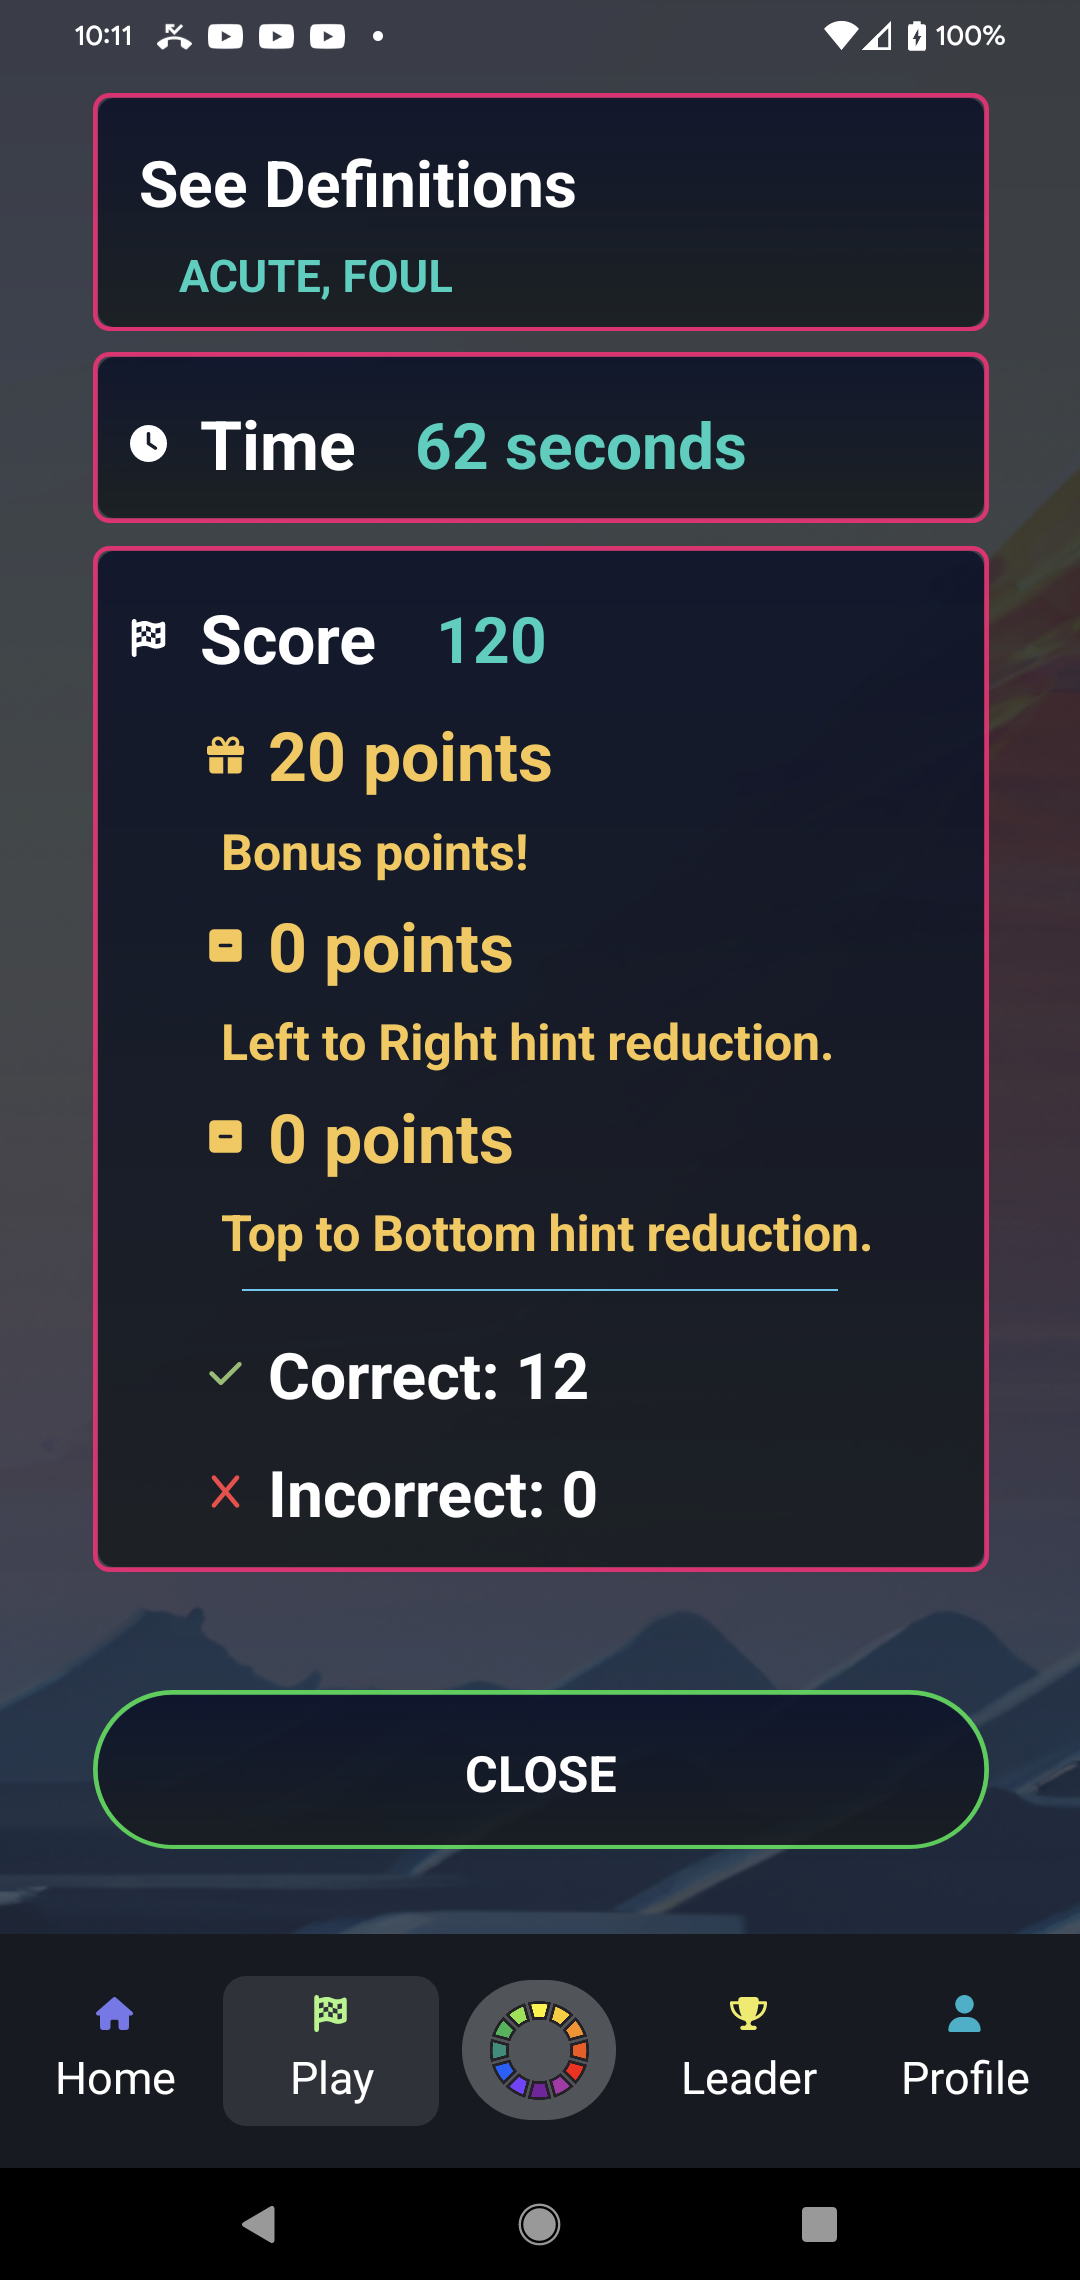 10:11
100%
See Definitions
ACUTE, FOUL
Time 62 seconds
Score 120
20 points
Bonus points!
0 points
Left to Right hint reduction.
0 points
Top to Bottom hint reduction.
Correct: 12
Incorrect: 0
CLOSE
Home Play Leader Profile